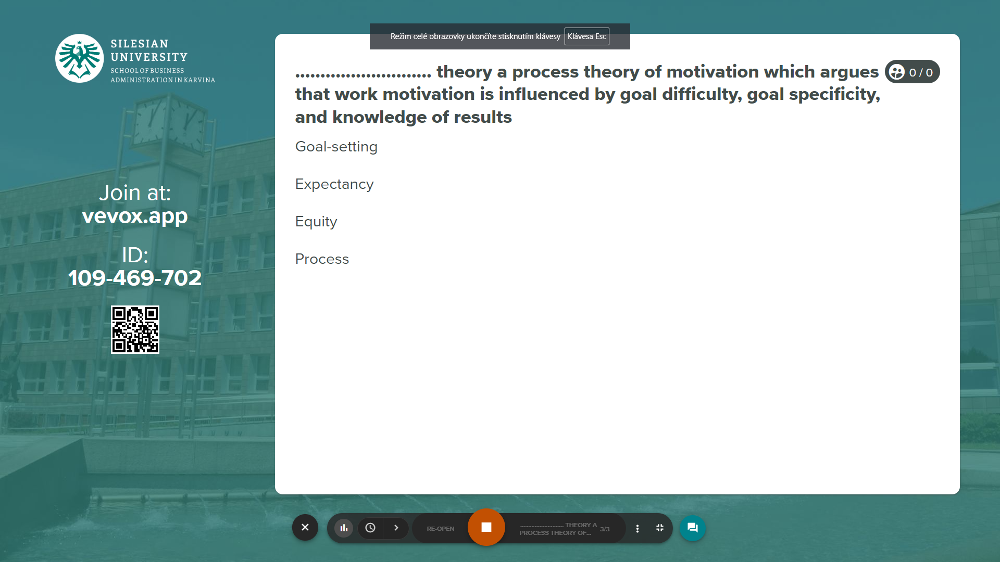 SILESIAN
UNIVERSITY
SCHOOL OF BUSINESS
ADMINISTRATION IN KARVINA
Join at:
vevox.app
ID:
109-469-702
Režim celé obrazovky ukončíte stisknutím klávesy Klávesa Esc
........................... theory a process theory of motivation which argues
that work motivation is influenced by goal difficulty, goal specificity,
and knowledge of results
0 / 0
Goal-setting
Expectancy
Equity
Process
RE-OPEN
........................... THEORY A
PROCESS THEORY OF...
3/3